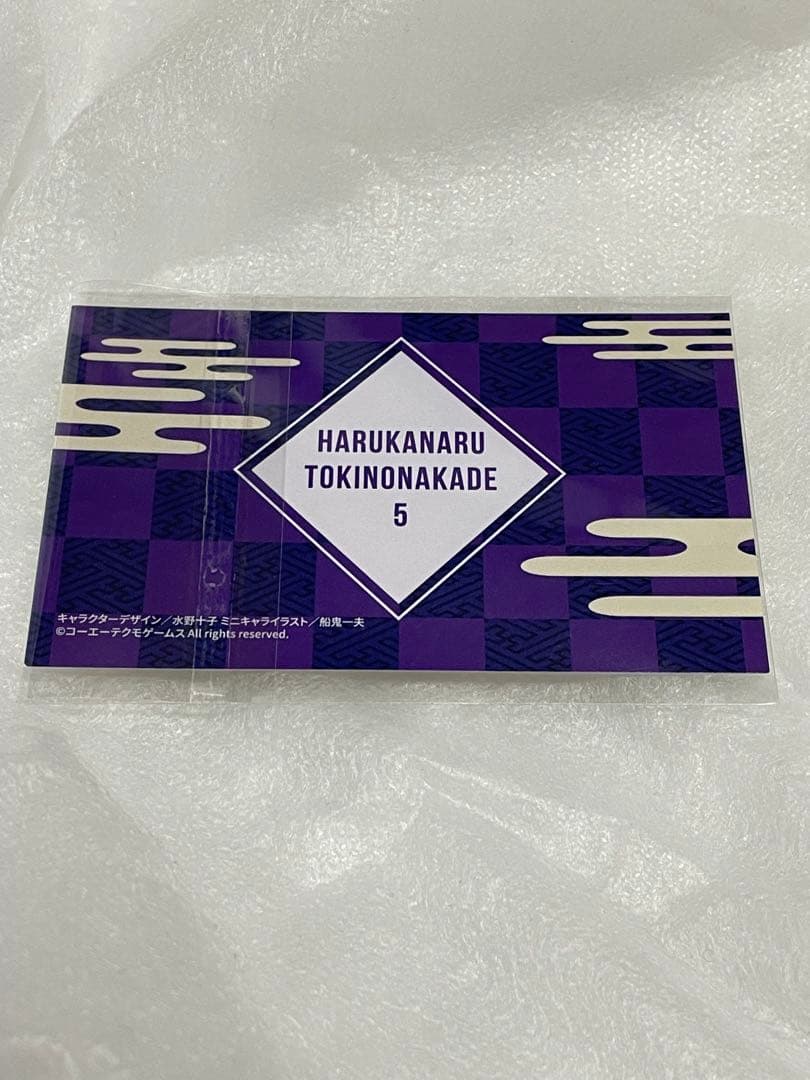 HARUKANARU
TOKINONAKADE
5
キャラクターデザイン／水野十子 ミニキャライラスト／船鬼一夫
©コーエーテクモゲームス All rights reserved.